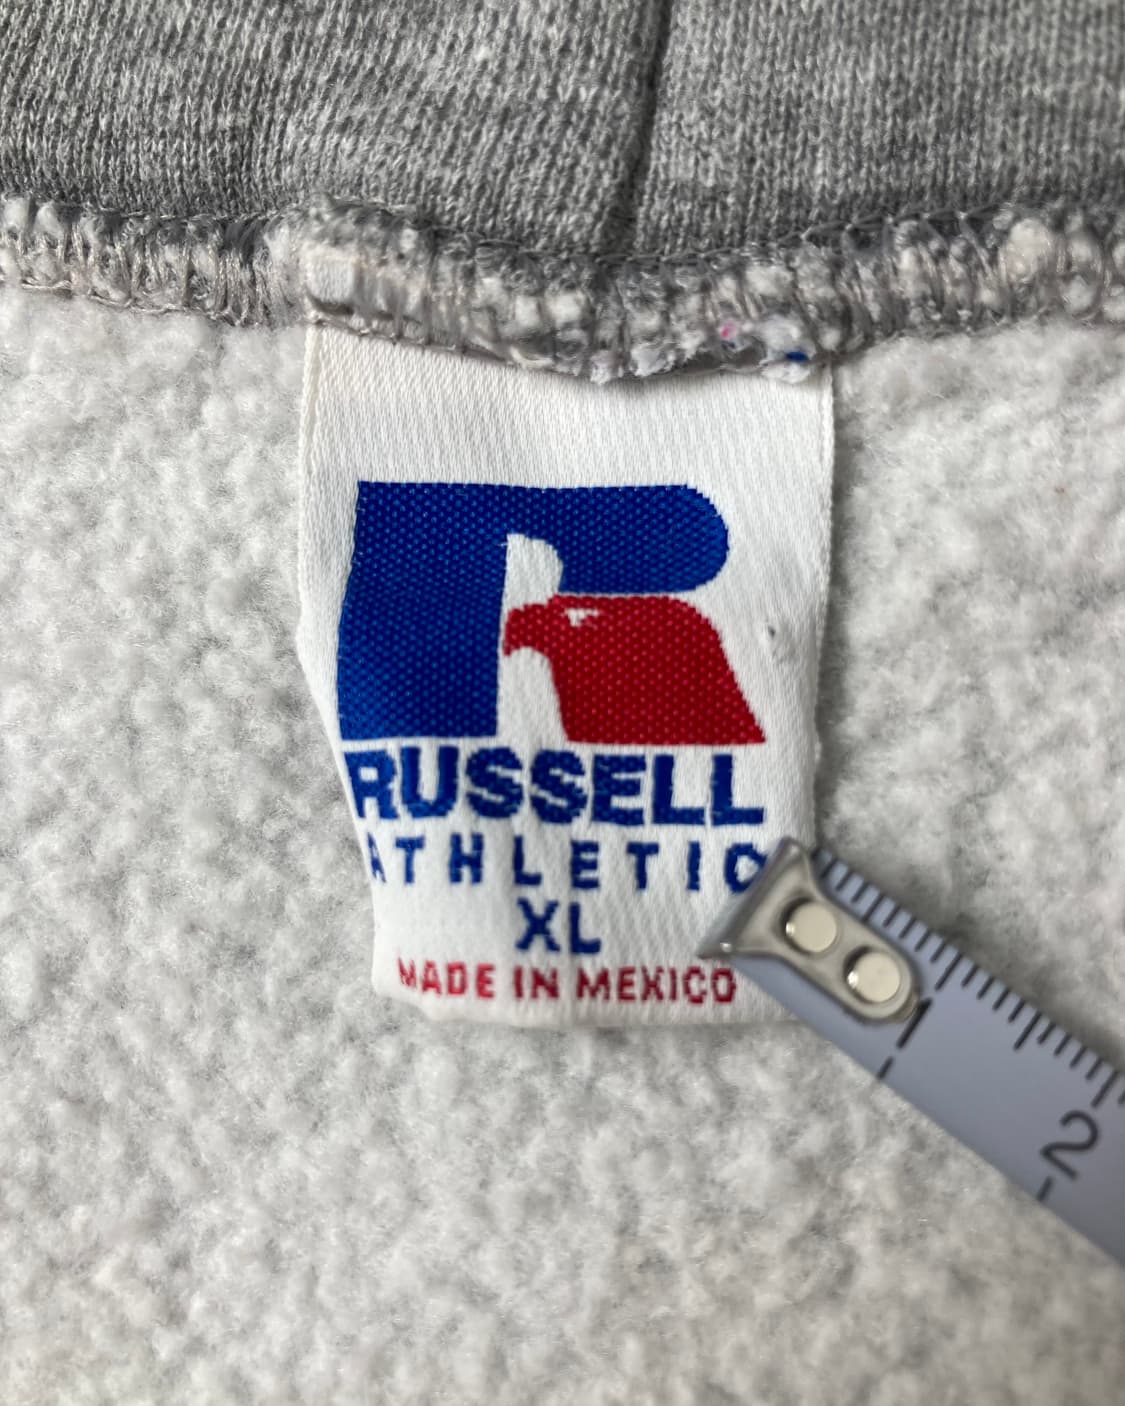 RUSSELL
ATHLETIC
XL
MADE IN MEXICO
1
2